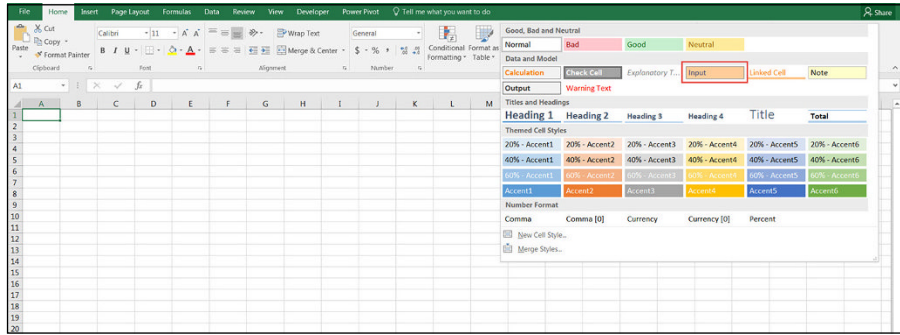 File Home Insert Page Layout Formulas Data Review View Developer Power Pivot Tell me what you want to do Share
Cut
Copy
Format Painter
Paste
Calibri 11 A A
B I U A
Wrap Text
Merge & Center
General
$ - % ,
Conditional Formatting
Format as Table
Clipboard Font Alignment Number
A1 fx
A B C D E F G H I J K L M
1
2
3
4
5
6
7
8
9
10
11
12
13
14
15
16
17
18
19
20
Good, Bad and Neutral
Normal Bad Good Neutral
Data and Model
Calculation Check Cell Explanatory T... Input Linked Cell Note
Output Warning Text
Titles and Headings
Heading 1 Heading 2 Heading 3 Heading 4 Title Total
Themed Cell Styles
20% - Accent1 20% - Accent2 20% - Accent3 20% - Accent4 20% - Accent5 20% - Accent6
40% - Accent1 40% - Accent2 40% - Accent3 40% - Accent4 40% - Accent5 40% - Accent6
60% - Accent1 60% - Accent2 60% - Accent3 60% - Accent4 60% - Accent5 60% - Accent6
Accent1 Accent2 Accent3 Accent4 Accent5 Accent6
Number Format
Comma Comma [0] Currency Currency [0] Percent
New Cell Style...
Merge Styles...